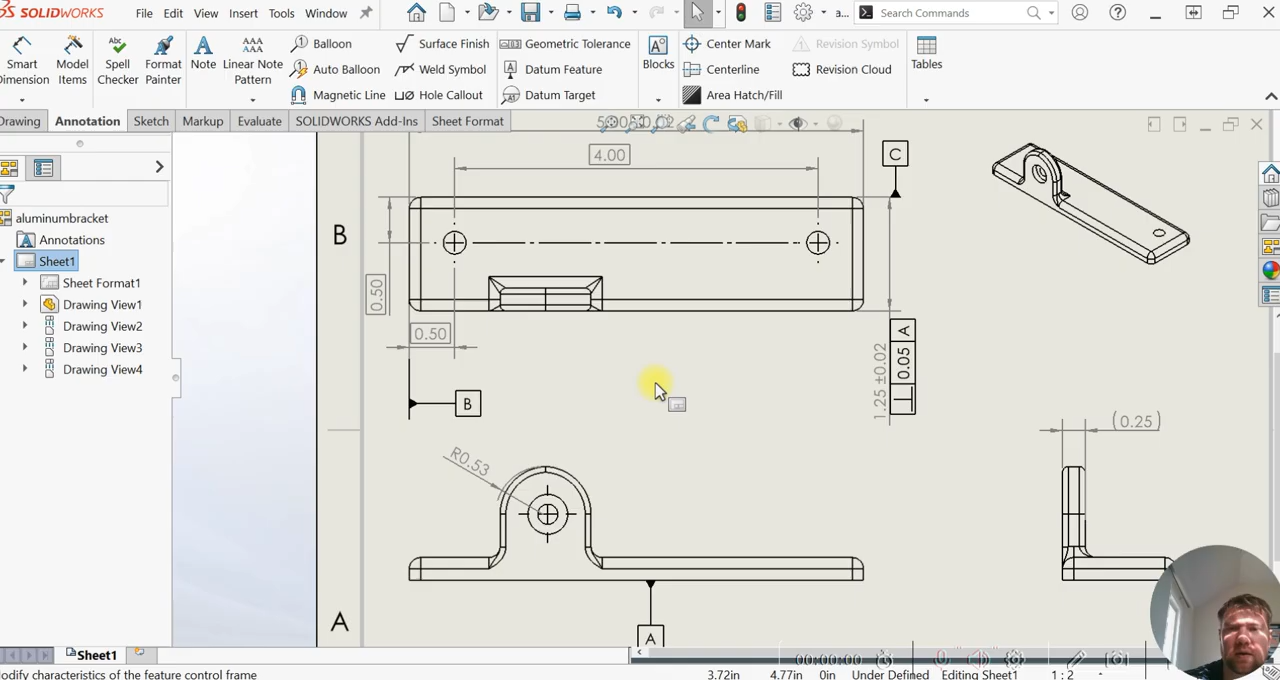 SOLIDWORKS File Edit View Insert Tools Window a... Search Commands
Smart Dimension
Model Items
Spell Checker
Format Painter
Note
Linear Note Pattern
Balloon
Auto Balloon
Magnetic Line
Surface Finish
Weld Symbol
Hole Callout
Geometric Tolerance
Datum Feature
Datum Target
Blocks
Center Mark
Centerline
Area Hatch/Fill
Revision Symbol
Revision Cloud
Tables
Drawing Annotation Sketch Markup Evaluate SOLIDWORKS Add-Ins Sheet Format
4.00
C
aluminumbracket
Annotations
Sheet1
Sheet Format1
Drawing View1
Drawing View2
Drawing View3
Drawing View4
B
0.50
0.50
B
1.25 ±0.02
0.05 A
(0.25)
R0.53
A
A
Sheet1
00:00:00
odify characteristics of the feature control frame
3.72in 4.77in 0in Under Defined Editing Sheet1 1 : 2